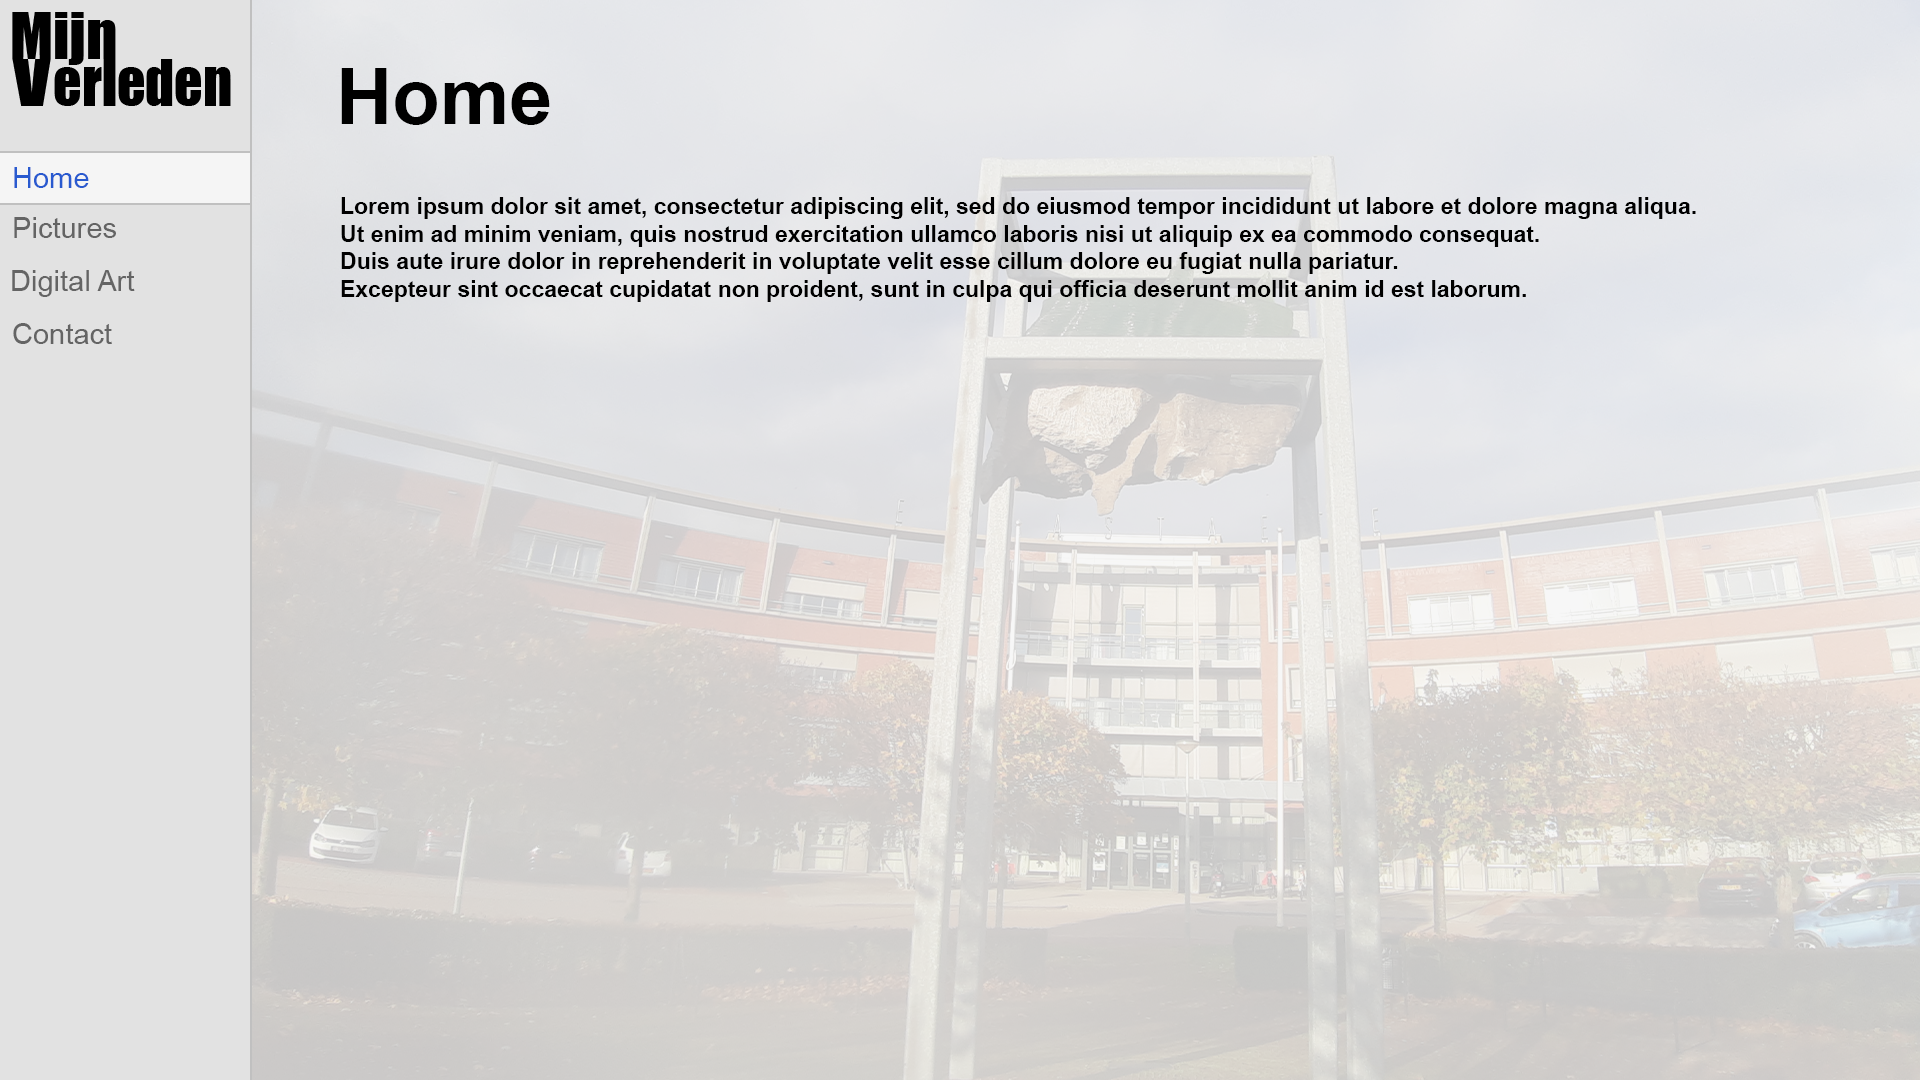 Mijn
Verleden
Home
Pictures
Digital Art
Contact
Home
Lorem ipsum dolor sit amet, consectetur adipiscing elit, sed do eiusmod tempor incididunt ut labore et dolore magna aliqua.
Ut enim ad minim veniam, quis nostrud exercitation ullamco laboris nisi ut aliquip ex ea commodo consequat.
Duis aute irure dolor in reprehenderit in voluptate velit esse cillum dolore eu fugiat nulla pariatur.
Excepteur sint occaecat cupidatat non proident, sunt in culpa qui officia deserunt mollit anim id est laborum.